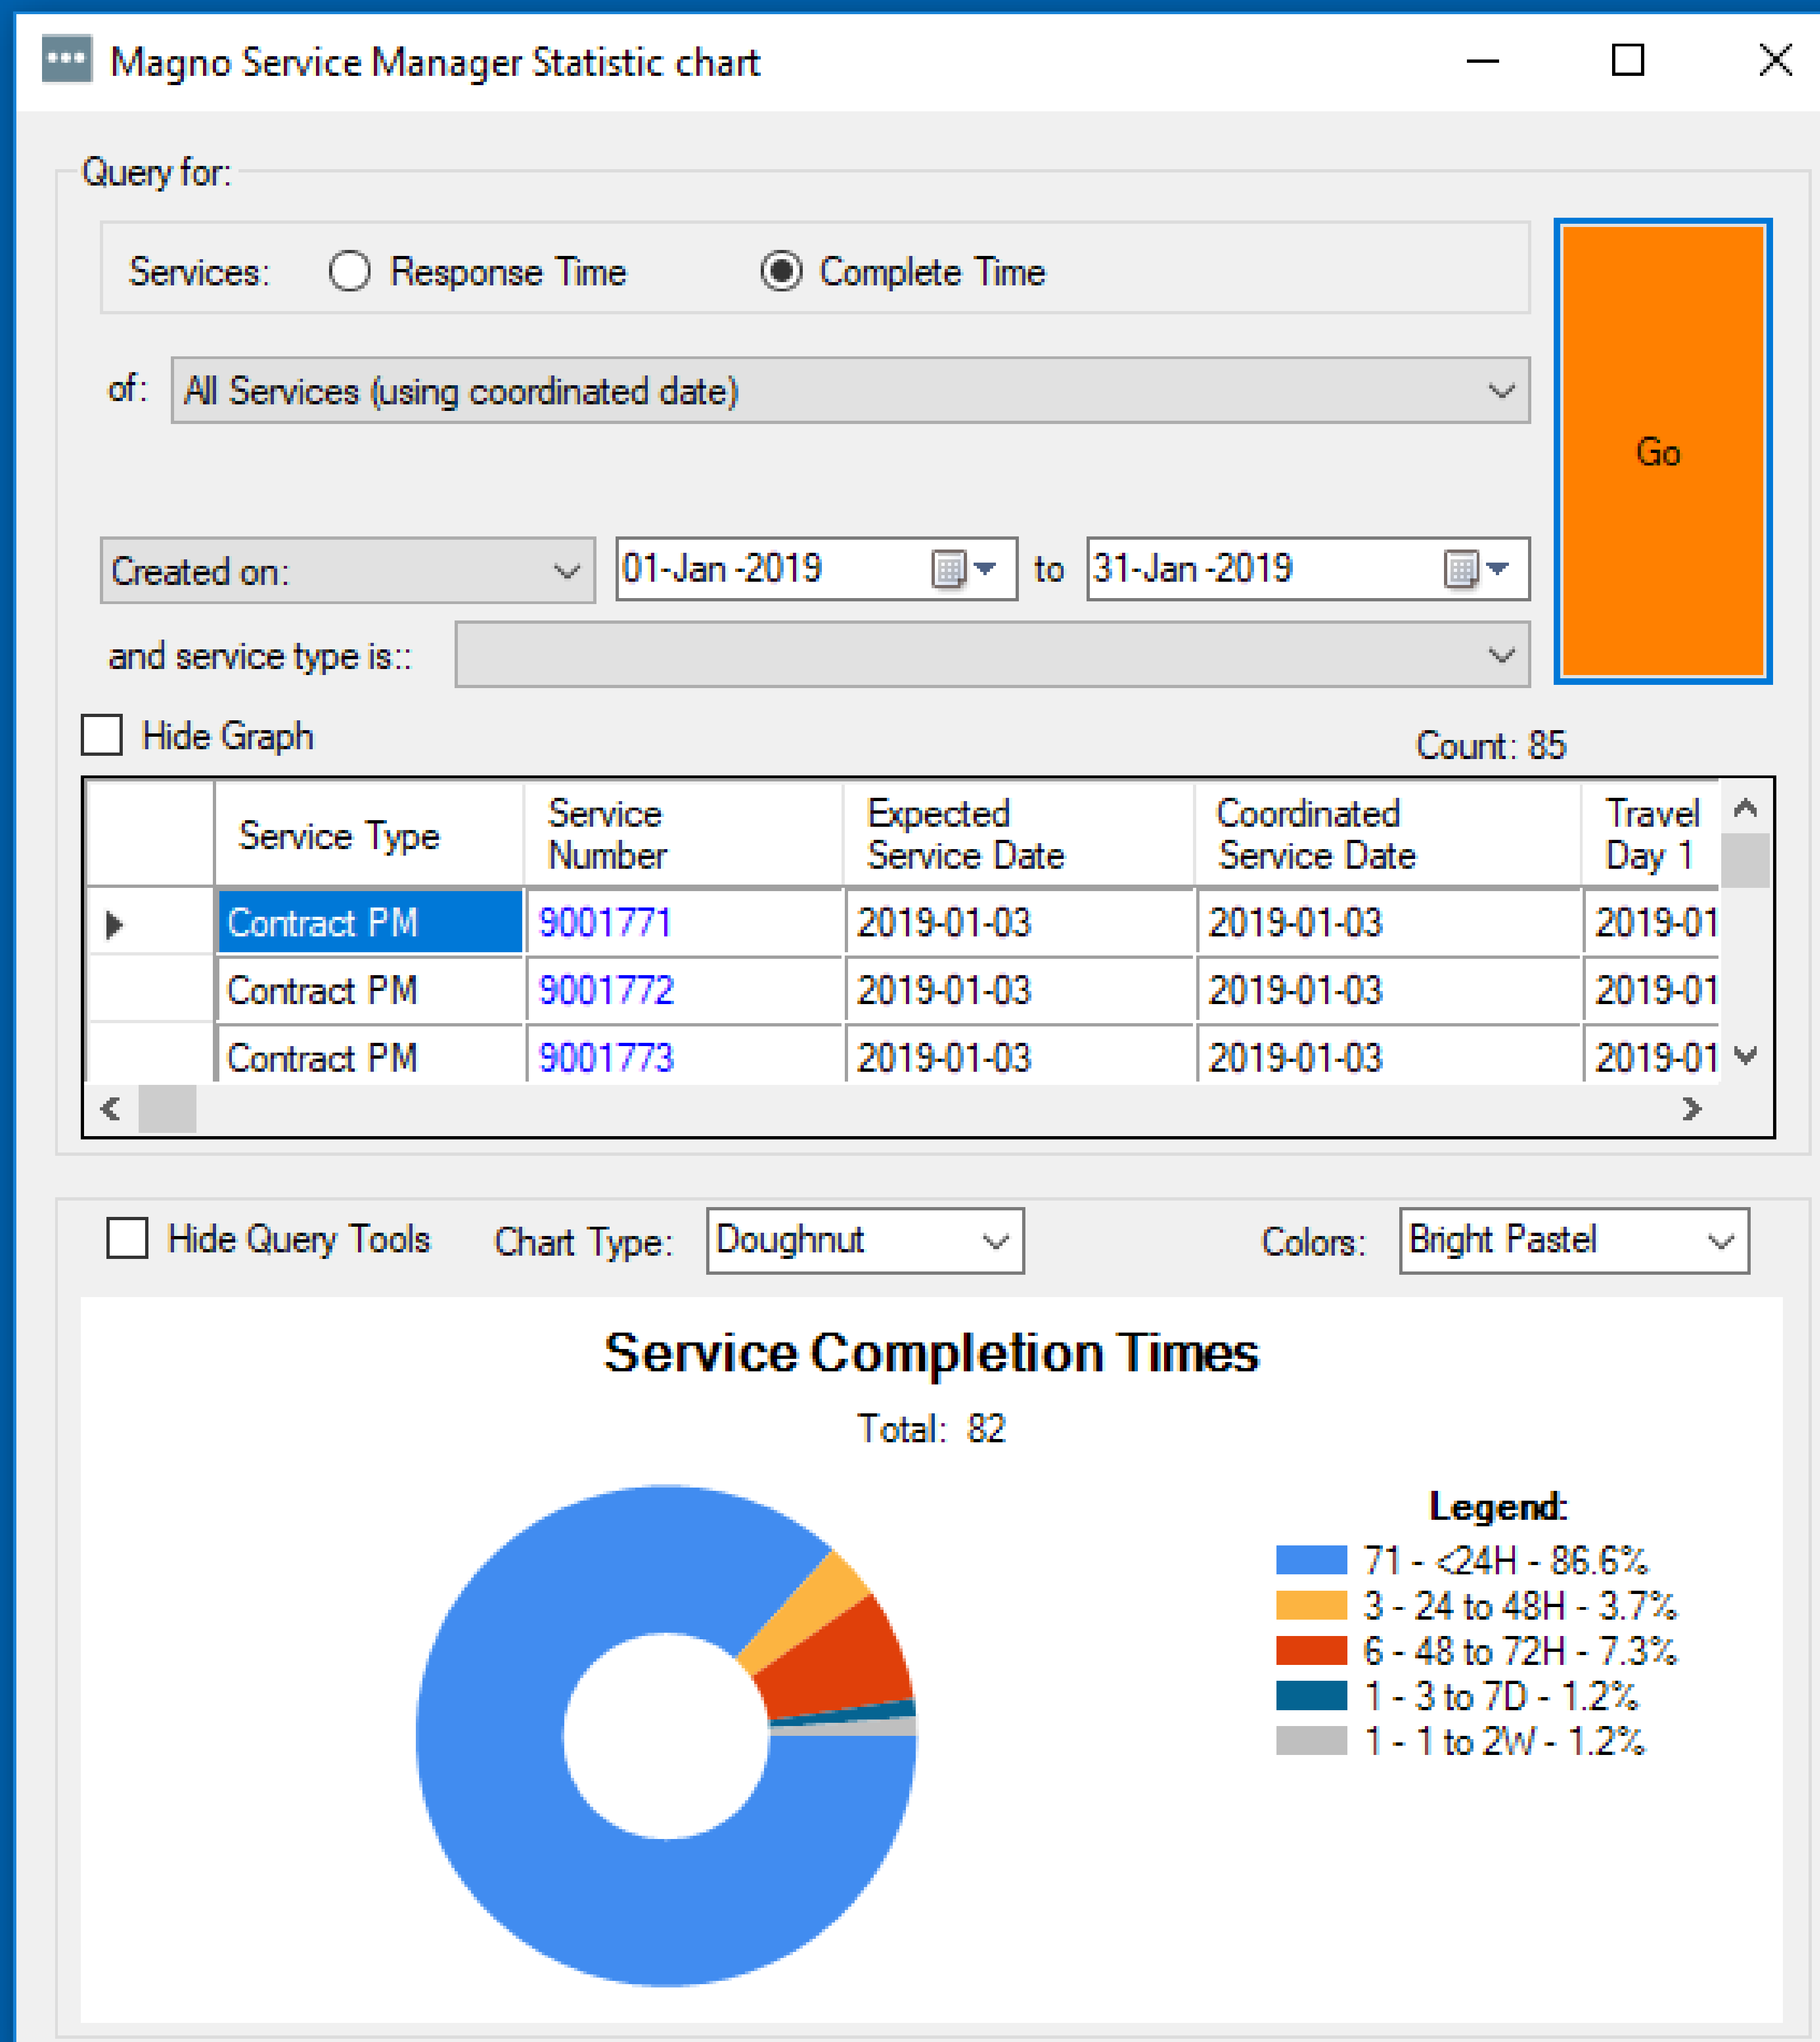 Magno Service Manager Statistic chart
Query for:
Services: Response Time Complete Time
of: All Services (using coordinated date)
Go
Created on: 01-Jan -2019 to 31-Jan -2019
and service type is::
Hide Graph Count: 85
Service Type Service Number Expected Service Date Coordinated Service Date Travel Day 1
Contract PM 9001771 2019-01-03 2019-01-03 2019-01
Contract PM 9001772 2019-01-03 2019-01-03 2019-01
Contract PM 9001773 2019-01-03 2019-01-03 2019-01
Hide Query Tools Chart Type: Doughnut Colors: Bright Pastel
Service Completion Times
Total: 82
Legend:
71 - <24H - 86.6%
3 - 24 to 48H - 3.7%
6 - 48 to 72H - 7.3%
1 - 3 to 7D - 1.2%
1 - 1 to 2W - 1.2%